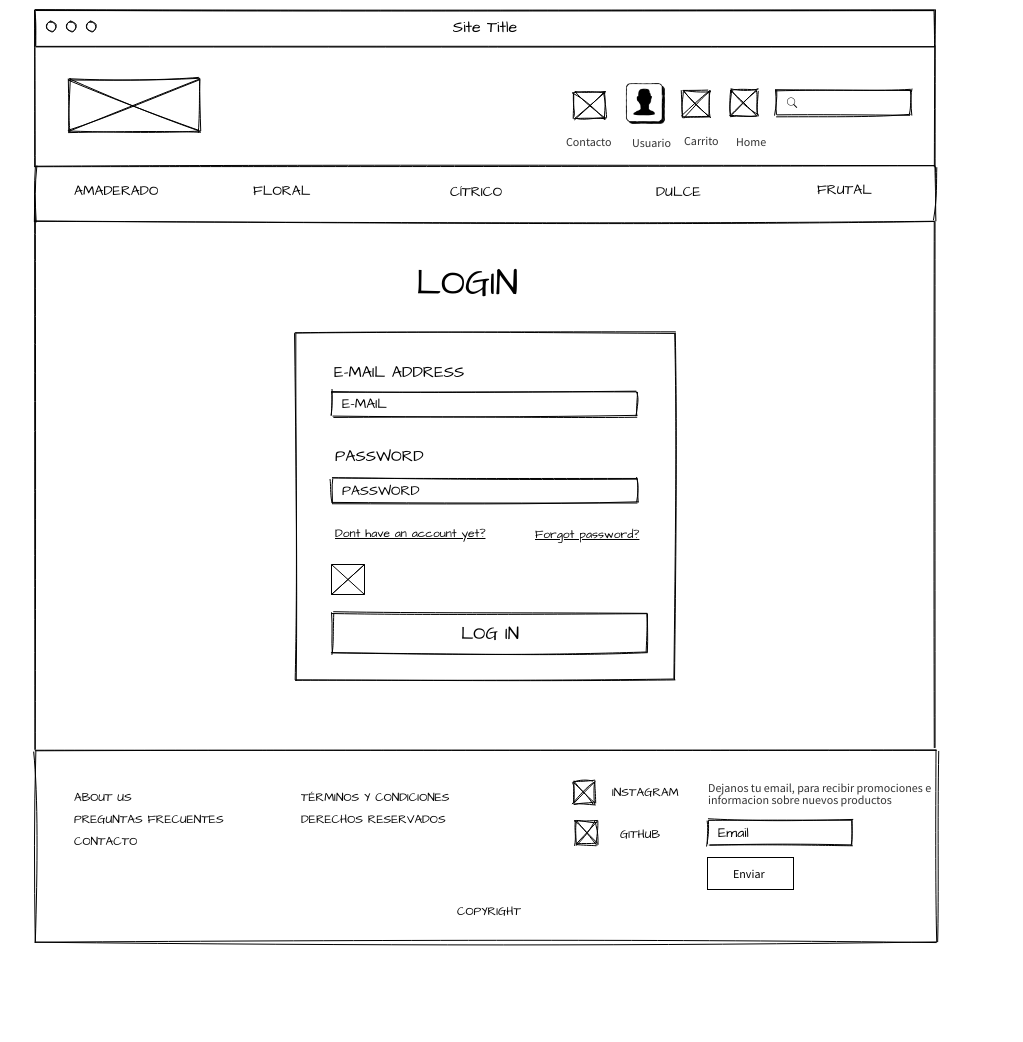 Site Title
Contacto
Usuario
Carrito
Home
AMADERADO
FLORAL
CÍTRICO
DULCE
FRUTAL
LOGIN
E-MAIL ADDRESS
E-MAIL
PASSWORD
PASSWORD
Dont have an account yet?
Forgot password?
LOG IN
ABOUT US
PREGUNTAS FRECUENTES
CONTACTO
TÉRMINOS Y CONDICIONES
DERECHOS RESERVADOS
INSTAGRAM
GITHUB
Dejanos tu email, para recibir promociones e
informacion sobre nuevos productos
Email
Enviar
COPYRIGHT